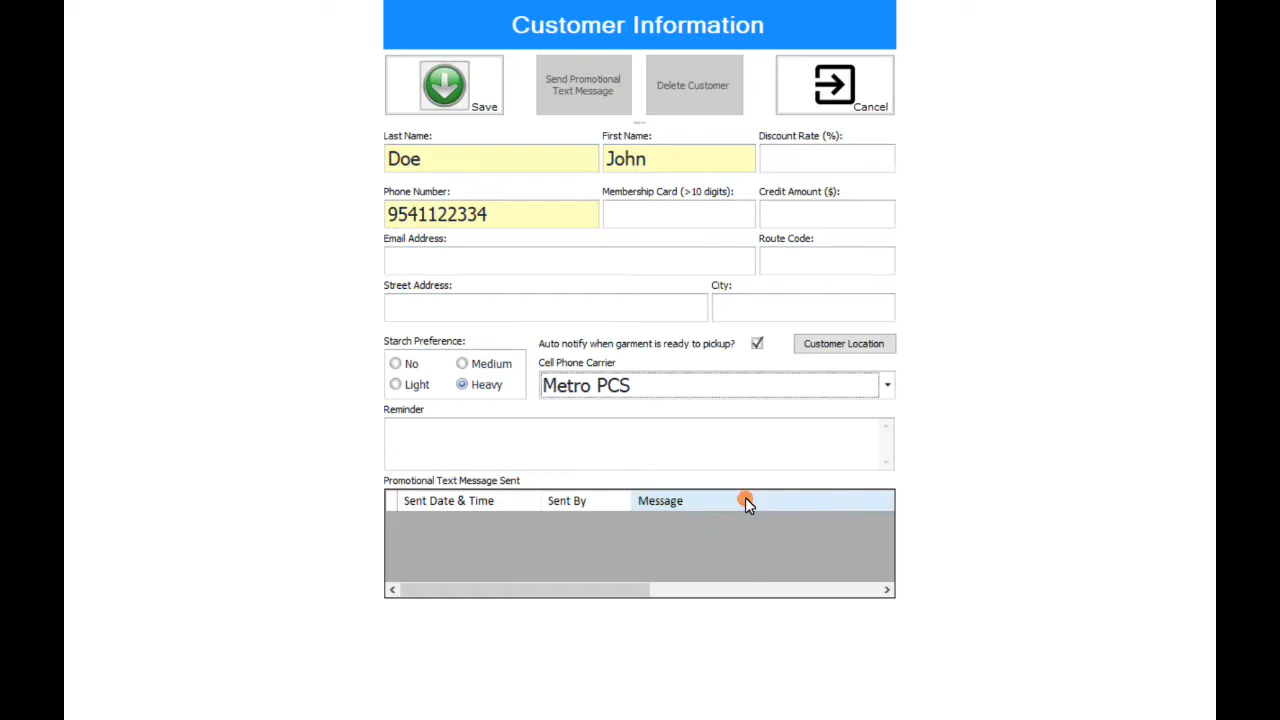 Customer Information
Save
Send Promotional
Text Message
Delete Customer
Cancel
Last Name:
First Name:
Discount Rate (%):
Doe
John
Phone Number:
Membership Card (>10 digits):
Credit Amount ($):
9541122334
Email Address:
Route Code:
Street Address:
City:
Starch Preference:
Auto notify when garment is ready to pickup?
Customer Location
No
Medium
Cell Phone Carrier
Light
Heavy
Metro PCS
Reminder
Promotional Text Message Sent
Sent Date & Time
Sent By
Message